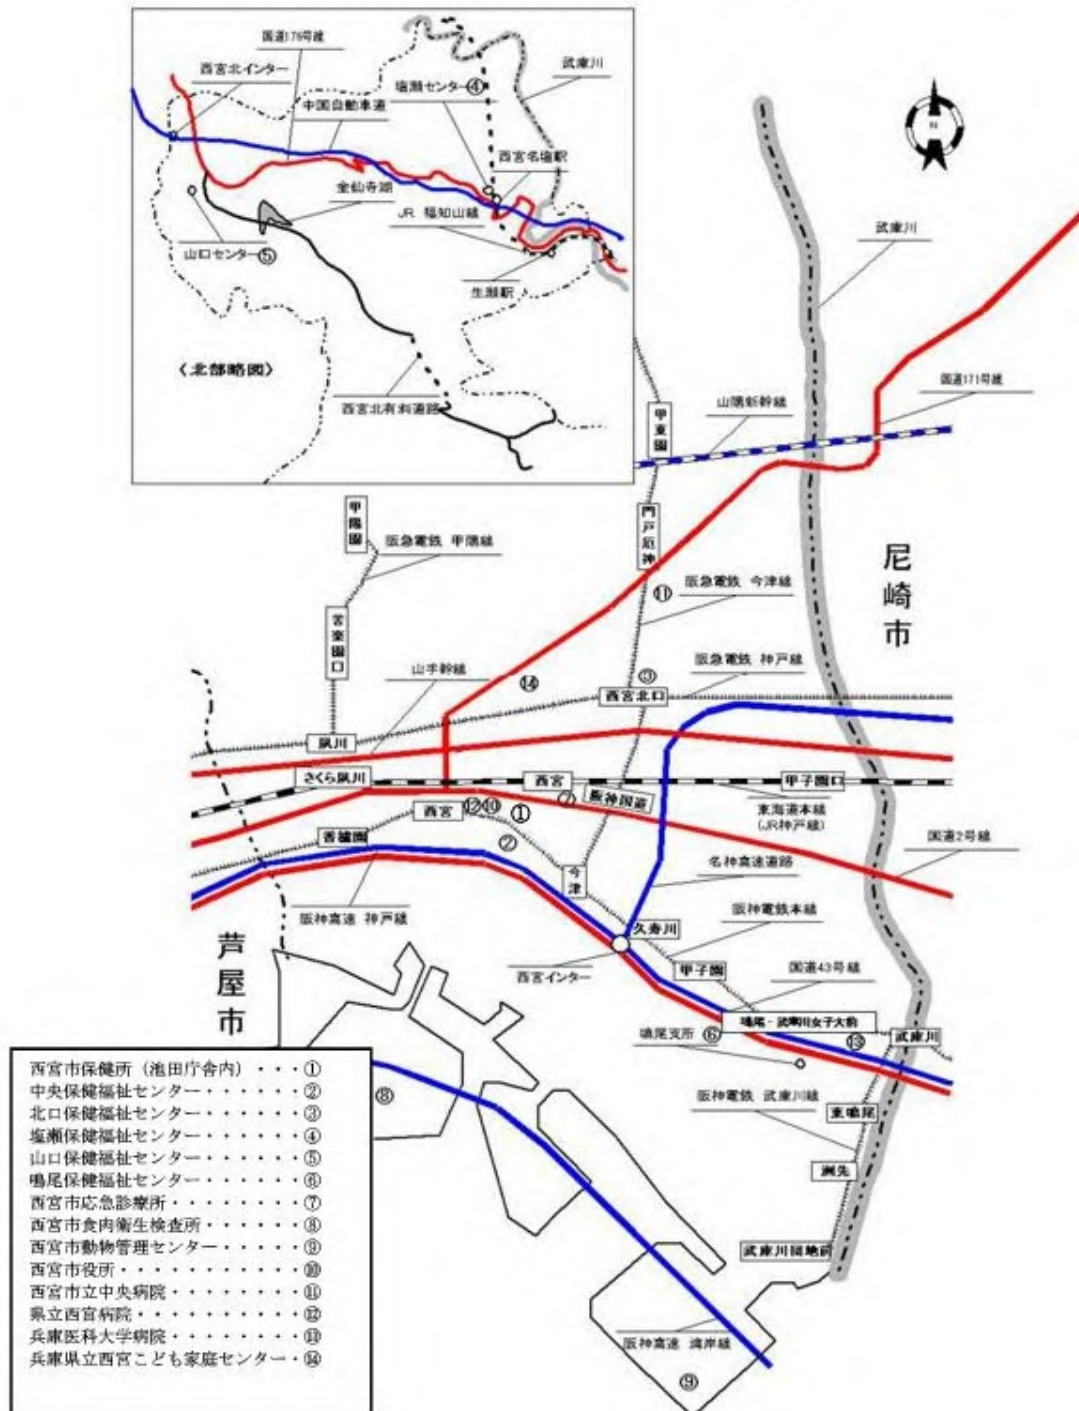 国道176号線
西宮北インター
武庫川
塩瀬センター④
中国自動車道
西宮名塩駅
金仙寺湖
JR 福知山線
山口センター⑤
生瀬駅
〈北部略図〉
西宮北有料道路
N
武庫川
国道171号線
山陽新幹線
甲東園
甲陽園
門戸厄神
阪急電鉄 甲陽線
尼崎市
阪急電鉄 今津線
⑪
苦楽園口
山手幹線
阪急電鉄 神戸線
⑭
③
西宮北口
夙川
さくら夙川
西宮
甲子園口
⑦
阪神国道
東海道本線
(JR神戸線)
西宮
⑫⑩
①
香櫨園
②
国道2号線
今津
名神高速道路
阪神高速 神戸線
久寿川
阪神電鉄本線
芦屋市
西宮インター
甲子園
国道43号線
鳴尾・武庫川女子大前
鳴尾支所 ⑥
⑬
武庫川
阪神電鉄 武庫川線
東鳴尾
⑧
洲先
武庫川団地前
阪神高速 湾岸線
⑨
西宮市保健所（池田庁舎内）・・・①
中央保健福祉センター・・・・・・②
北口保健福祉センター・・・・・・③
塩瀬保健福祉センター・・・・・・④
山口保健福祉センター・・・・・・⑤
鳴尾保健福祉センター・・・・・・⑥
西宮市応急診療所・・・・・・・・⑦
西宮市食肉衛生検査所・・・・・・⑧
西宮市動物管理センター・・・・・⑨
西宮市役所・・・・・・・・・・・⑩
西宮市立中央病院・・・・・・・・⑪
県立西宮病院・・・・・・・・・・⑫
兵庫医科大学病院・・・・・・・・⑬
兵庫県立西宮こども家庭センター・⑭